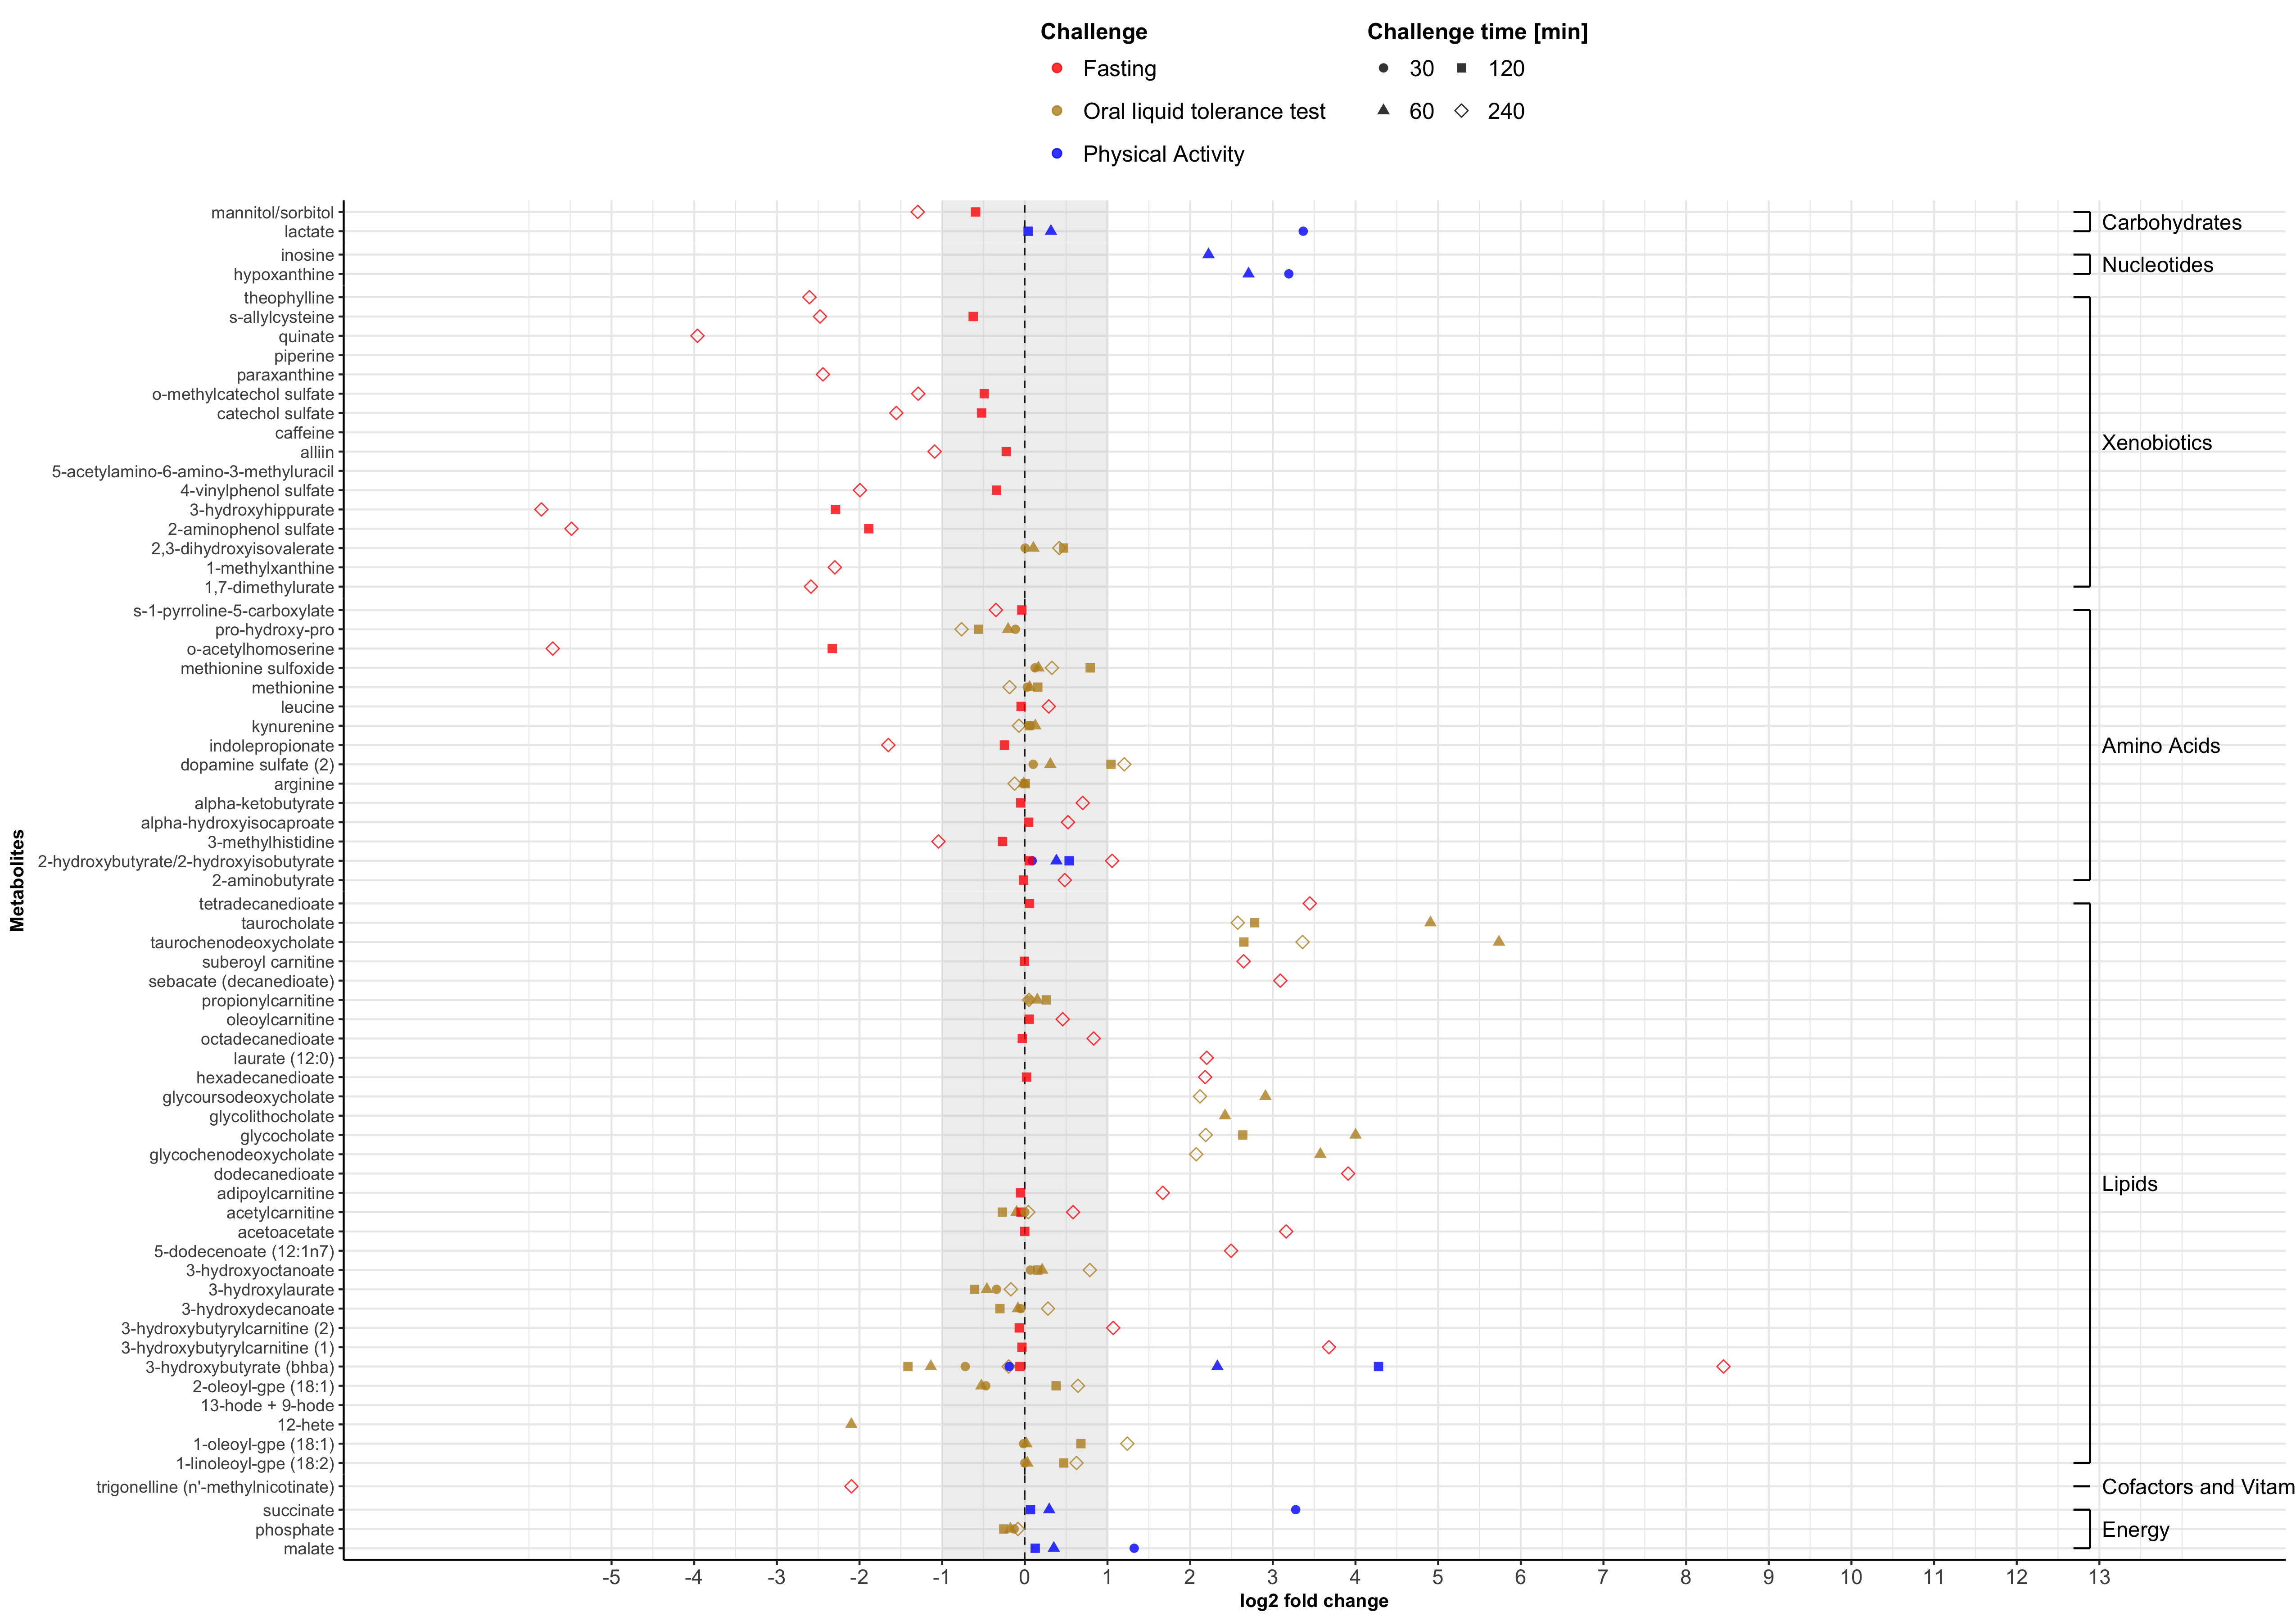 Challenge
Challenge time [min]
Fasting
30
120
Oral liquid tolerance test
60
240
Physical Activity
mannitol/sorbitol
lactate
Carbohydrates
inosine
hypoxanthine
Nucleotides
theophylline
s-allylcysteine
quinate
piperine
paraxanthine
o-methylcatechol sulfate
catechol sulfate
caffeine
alliin
5-acetylamino-6-amino-3-methyluracil
4-vinylphenol sulfate
3-hydroxyhippurate
2-aminophenol sulfate
2,3-dihydroxyisovalerate
1-methylxanthine
1,7-dimethylurate
Xenobiotics
s-1-pyrroline-5-carboxylate
pro-hydroxy-pro
o-acetylhomoserine
methionine sulfoxide
methionine
leucine
kynurenine
indolepropionate
dopamine sulfate (2)
arginine
alpha-ketobutyrate
alpha-hydroxyisocaproate
3-methylhistidine
2-hydroxybutyrate/2-hydroxyisobutyrate
2-aminobutyrate
Amino Acids
tetradecanedioate
taurocholate
taurochenodeoxycholate
suberoyl carnitine
sebacate (decanedioate)
propionylcarnitine
oleoylcarnitine
octadecanedioate
laurate (12:0)
hexadecanedioate
glycoursodeoxycholate
glycolithocholate
glycocholate
glycochenodeoxycholate
dodecanedioate
adipoylcarnitine
acetylcarnitine
acetoacetate
5-dodecenoate (12:1n7)
3-hydroxyoctanoate
3-hydroxylaurate
3-hydroxydecanoate
3-hydroxybutyrylcarnitine (2)
3-hydroxybutyrylcarnitine (1)
3-hydroxybutyrate (bhba)
2-oleoyl-gpe (18:1)
13-hode + 9-hode
12-hete
1-oleoyl-gpe (18:1)
1-linoleoyl-gpe (18:2)
Lipids
trigonelline (n'-methylnicotinate)
Cofactors and Vitam
succinate
phosphate
malate
Energy
Metabolites
-5 -4 -3 -2 -1 0 1 2 3 4 5 6 7 8 9 10 11 12 13
log2 fold change